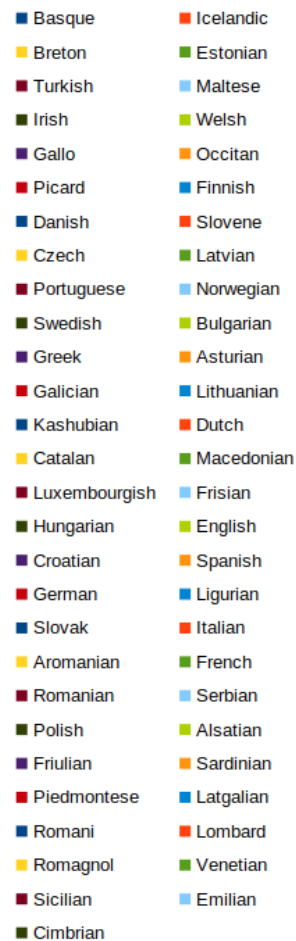 Basque Icelandic
Breton Estonian
Turkish Maltese
Irish Welsh
Gallo Occitan
Picard Finnish
Danish Slovene
Czech Latvian
Portuguese Norwegian
Swedish Bulgarian
Greek Asturian
Galician Lithuanian
Kashubian Dutch
Catalan Macedonian
Luxembourgish Frisian
Hungarian English
Croatian Spanish
German Ligurian
Slovak Italian
Aromanian French
Romanian Serbian
Polish Alsatian
Friulian Sardinian
Piedmontese Latgalian
Romani Lombard
Romagnol Venetian
Sicilian Emilian
Cimbrian